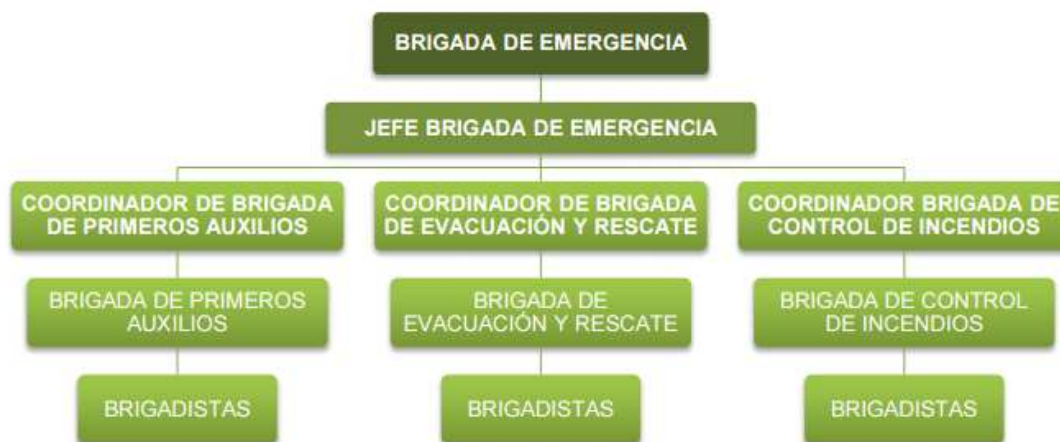 BRIGADA DE EMERGENCIA
JEFE BRIGADA DE EMERGENCIA
COORDINADOR DE BRIGADA
DE PRIMEROS AUXILIOS
COORDINADOR DE BRIGADA
DE EVACUACIÓN Y RESCATE
COORDINADOR BRIGADA DE
CONTROL DE INCENDIOS
BRIGADA DE PRIMEROS
AUXILIOS
BRIGADA DE
EVACUACIÓN Y RESCATE
BRIGADA DE CONTROL
DE INCENDIOS
BRIGADISTAS
BRIGADISTAS
BRIGADISTAS